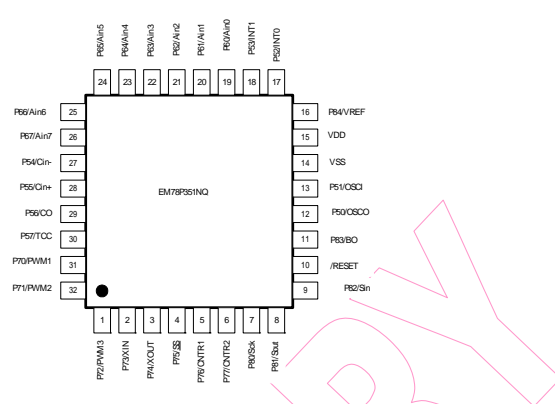 P65/Ain5
P64/Ain4
P63/Ain3
P62/Ain2
P61/Ain1
P60/Ain0
P53/INT1
P52/INT0
24
23
22
21
20
19
18
17
P66/Ain6 25
P67/Ain7 26
P54/Cin- 27
P55/Cin+ 28
P56/CO 29
P57/TCC 30
P70/PWM1 31
P71/PWM2 32
EM78P351NQ
16 P84/VREF
15 VDD
14 VSS
13 P51/OSCI
12 P50/OSCO
11 P83/BO
10 /RESET
9 P82/Sin
1
2
3
4
5
6
7
8
P72/PWM3
P73/XIN
P74/XOUT
P75/SS
P76/CNTR1
P77/CNTR2
P80/Sck
P81/Sout
RY